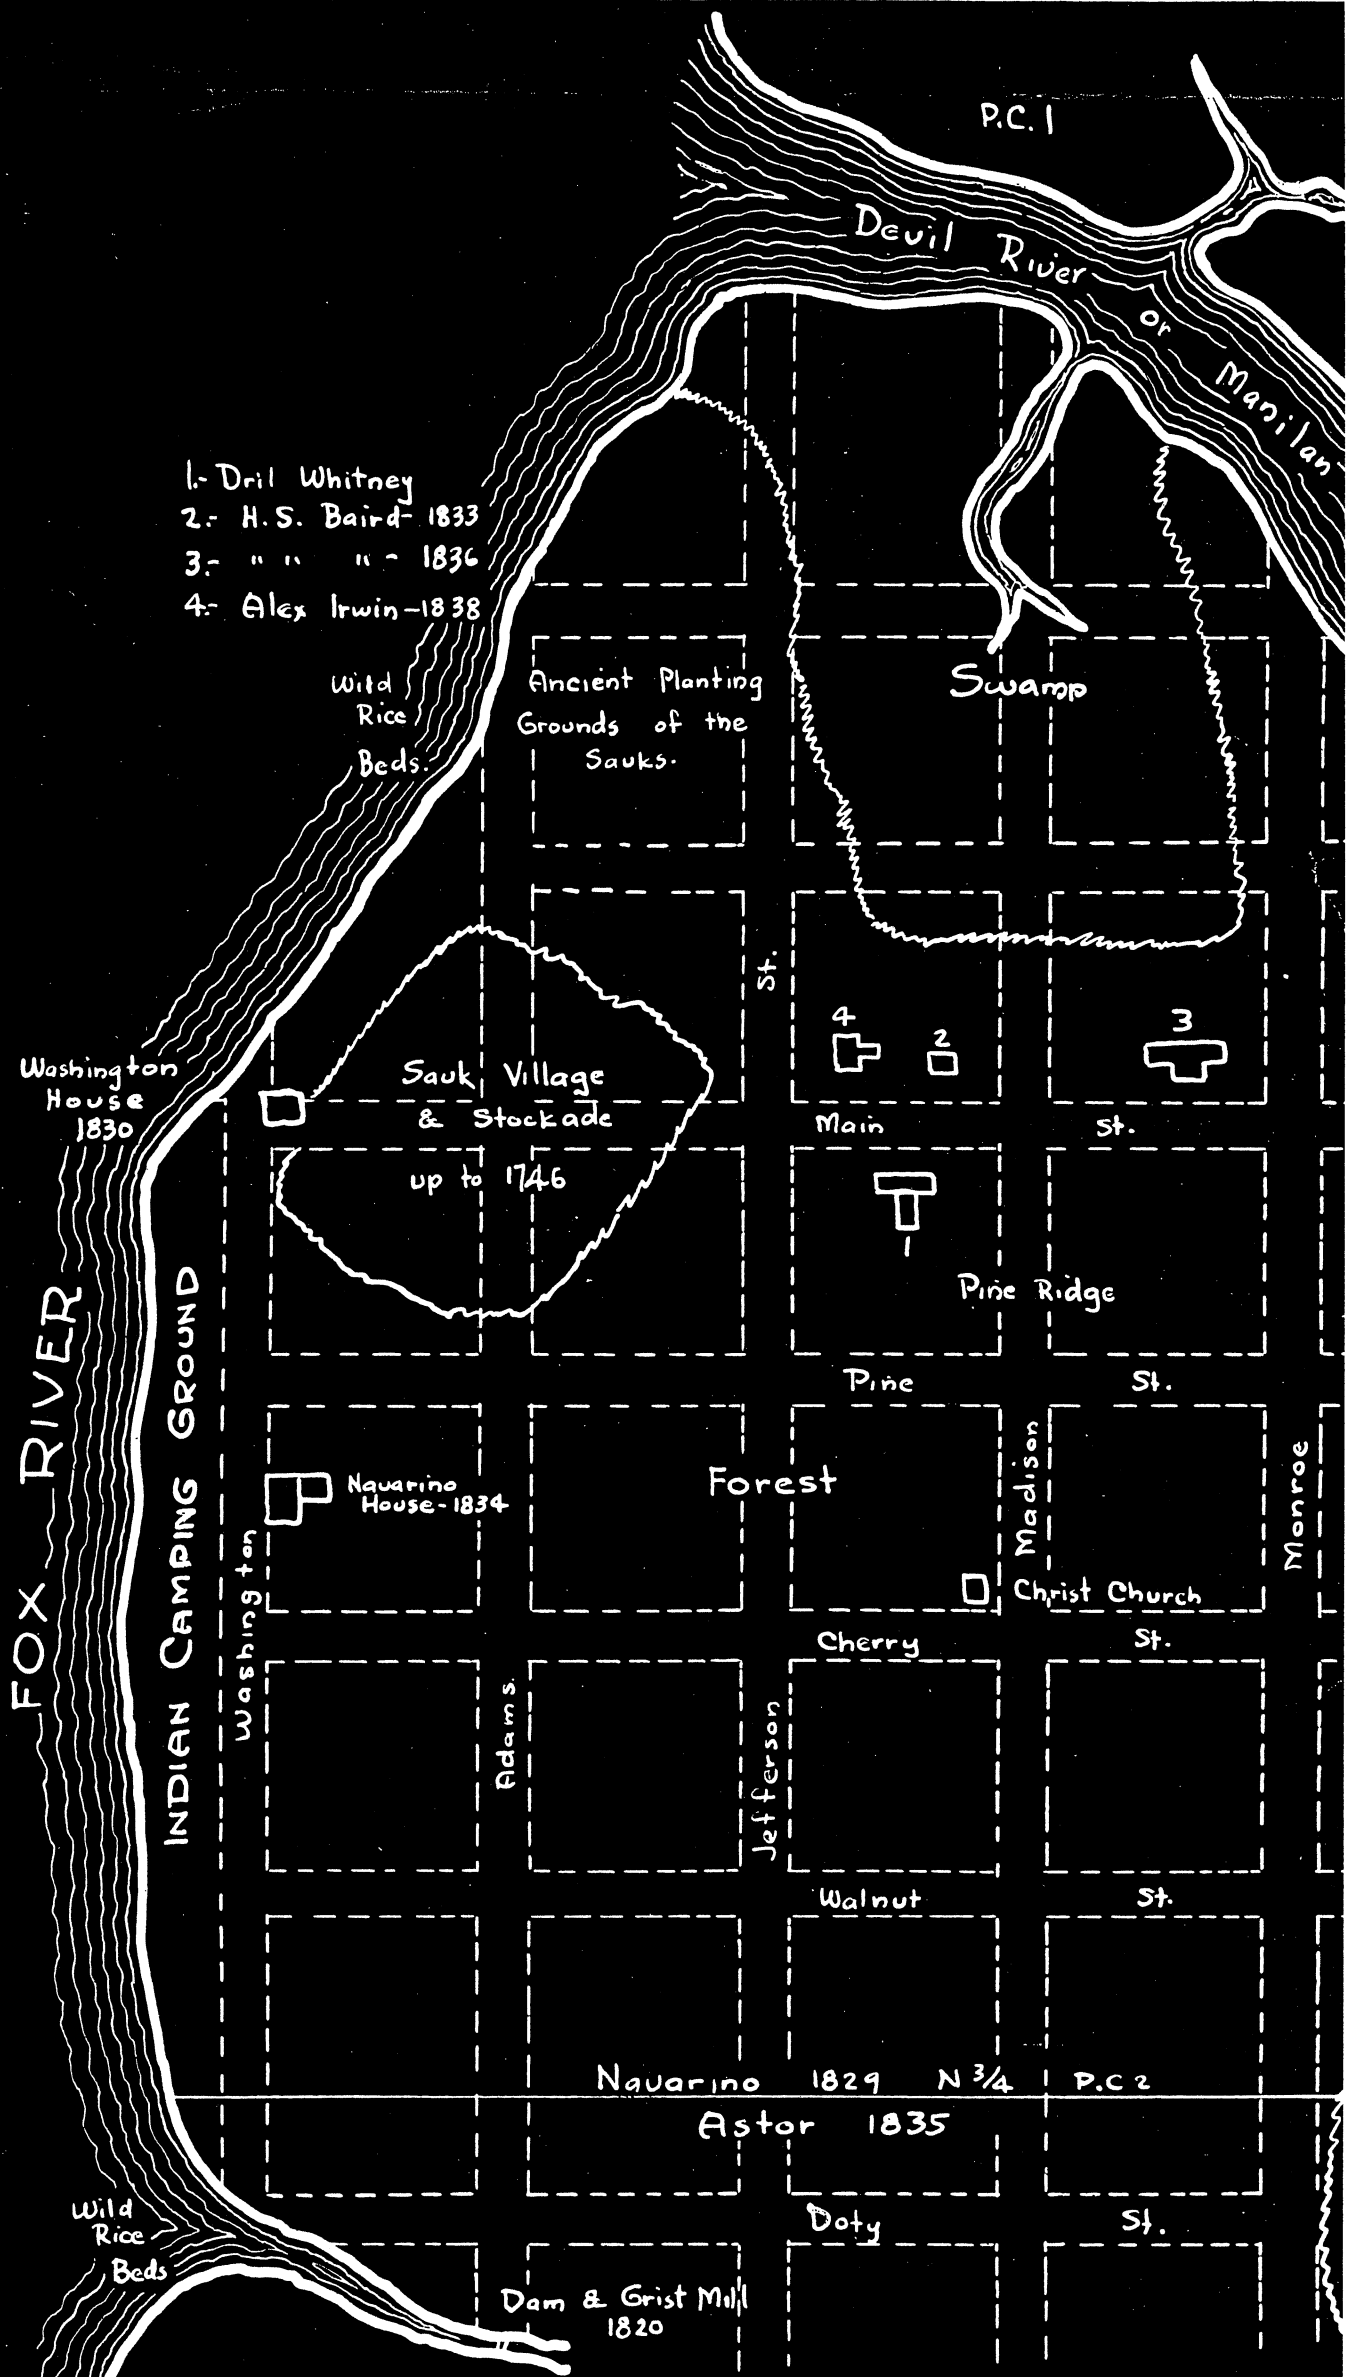 P.C. 1
Devil River or Manilan
1.- Dril Whitney
2.- H.S. Baird- 1833
3.- " " " - 1836
4.- Alex Irwin-1838
Wild
Rice
Beds.
Ancient Planting
Grounds of the
Sauks.
Swamp
St.
4
2
3
Washington
House
1830
Sauk Village
& Stockade
up to 1746
Main St.
1
Pine Ridge
Pine St.
FOX RIVER
INDIAN CAMPING GROUND
Navarino
House-1834
Forest
Madison
Monroe
Washington
Christ Church
Cherry St.
Adams.
Jefferson
Walnut St.
Navarino 1829 N 3/4 P.C 2
Astor 1835
Wild
Rice
Beds
Doty St.
Dam & Grist Mill
1820